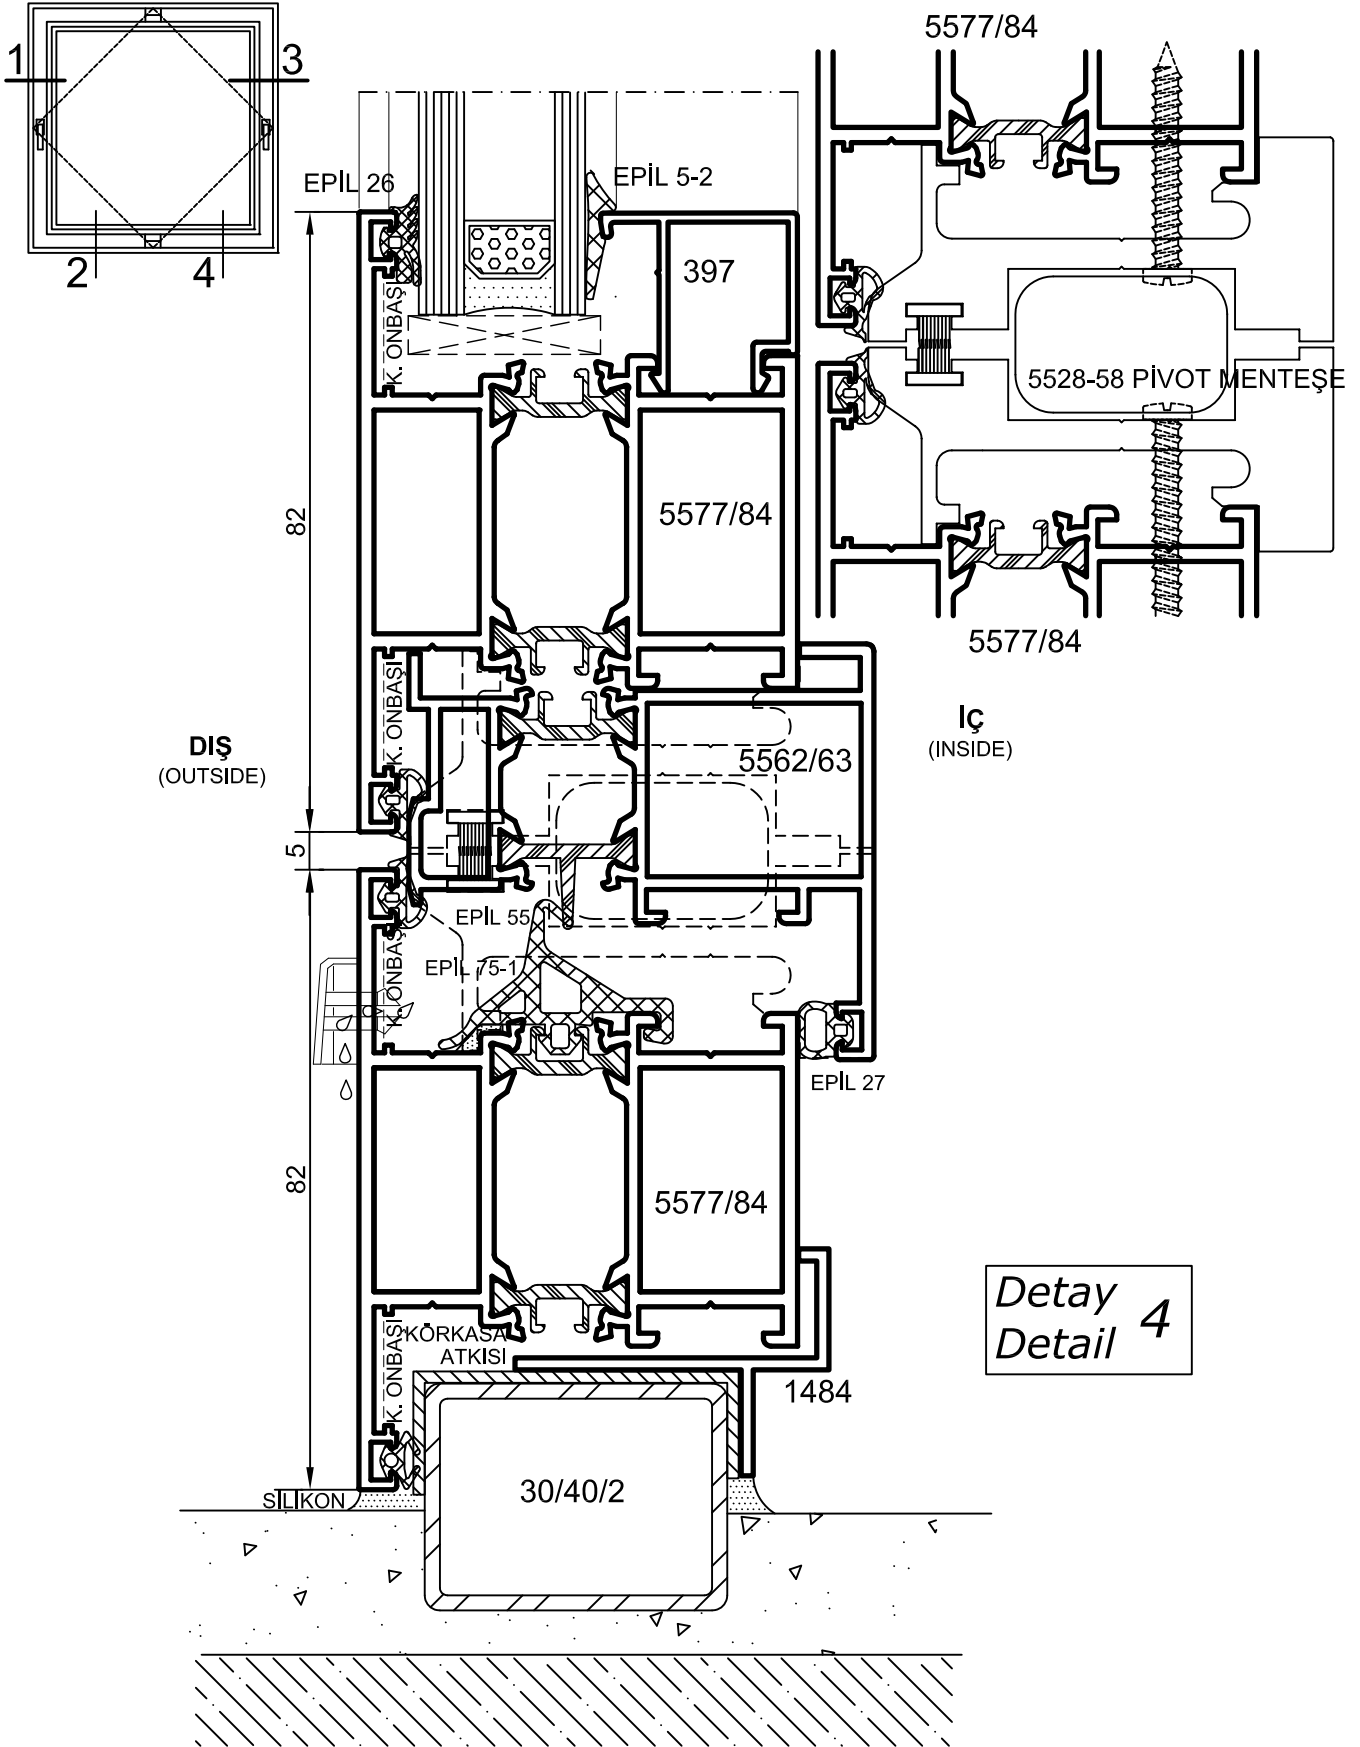 5577/84
1
3
2
4
EPİL 26
EPİL 5-2
397
K. ONBAŞI
5528-58 PİVOT MENTEŞE
82
5577/84
5577/84
K. ONBAŞI
DIŞ
(OUTSIDE)
İÇ
(INSIDE)
5562/63
5
EPİL 55
K. ONBAŞI
EPİL 75-1
EPİL 27
82
5577/84
Detay
Detail
4
KÖRKASA
ATKISI
K. ONBAŞI
1484
30/40/2
SİLİKON